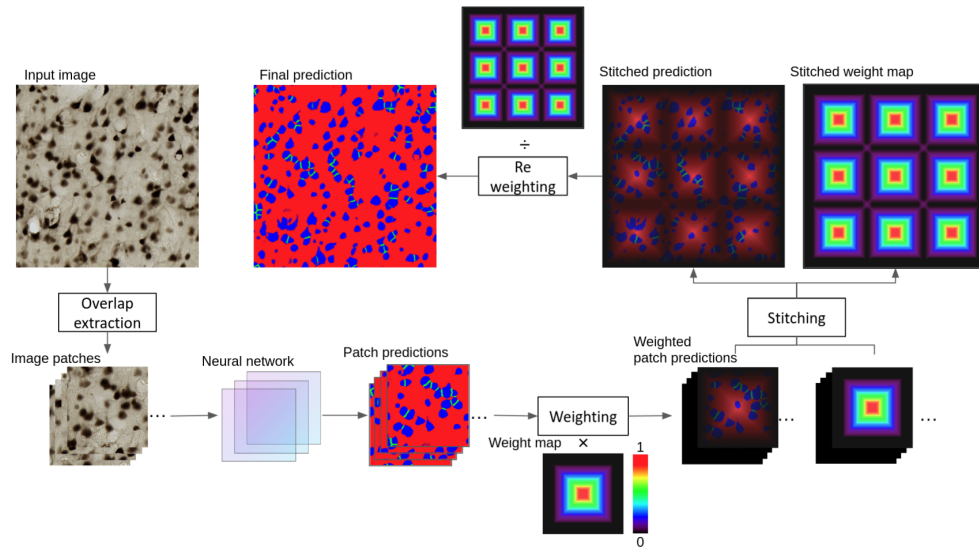 Input image
Final prediction
Stitched prediction
Stitched weight map
÷
Re
weighting
Overlap
extraction
Stitching
Image patches
Neural network
Patch predictions
Weighted
patch predictions
...
...
Weighting
...
...
Weight map
×
1
0